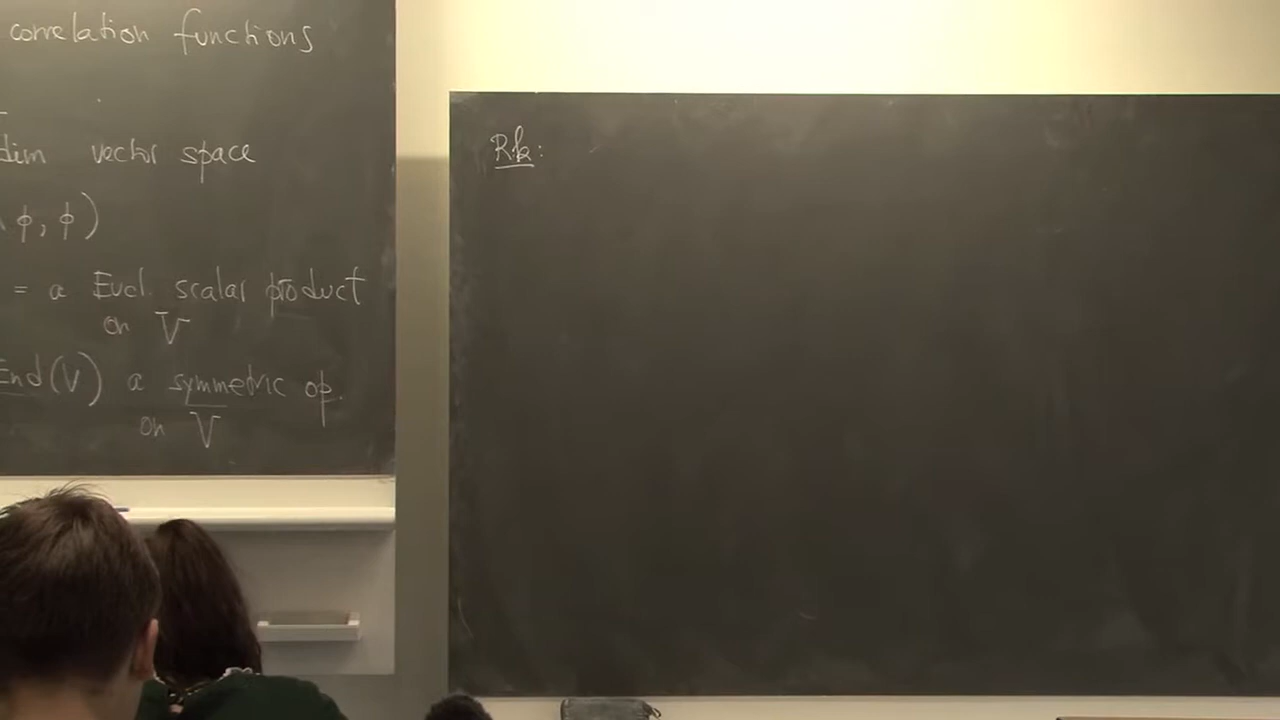 correlation functions
dim vector space
ϕ, ϕ)
= a Eucl. scalar product
on V
End(V) a symmetric op.
on V
Rk: